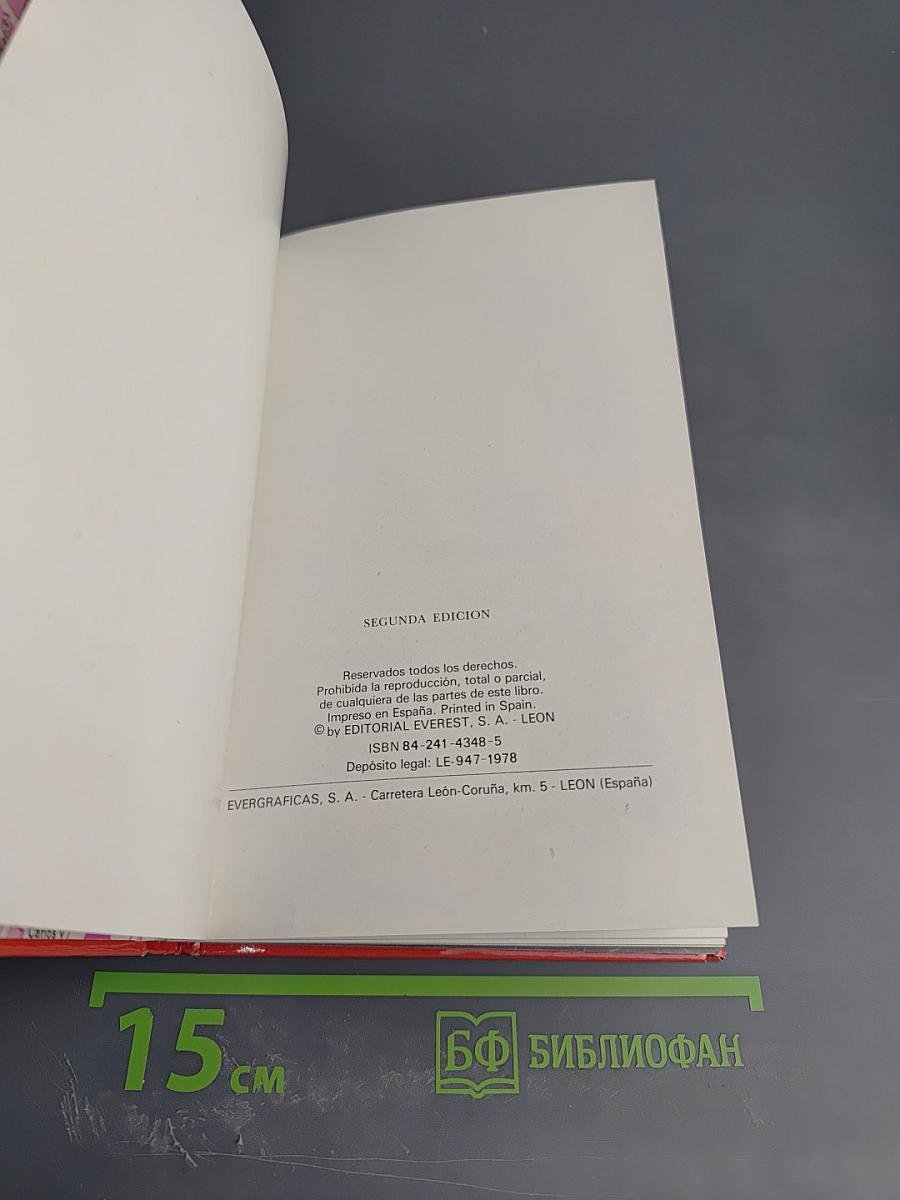 SEGUNDA EDICION
Reservados todos los derechos.
Prohibida la reproducción, total o parcial,
de cualquiera de las partes de este libro.
Impreso en España. Printed in Spain.
© by EDITORIAL EVEREST, S. A. - LEON
ISBN 84-241-4348-5
Depósito legal: LE-947-1978
EVERGRAFICAS, S. A. - Carretera León-Coruña, km. 5 - LEON (España)
Carlos V
15 см
БФ БИБЛИОФАН